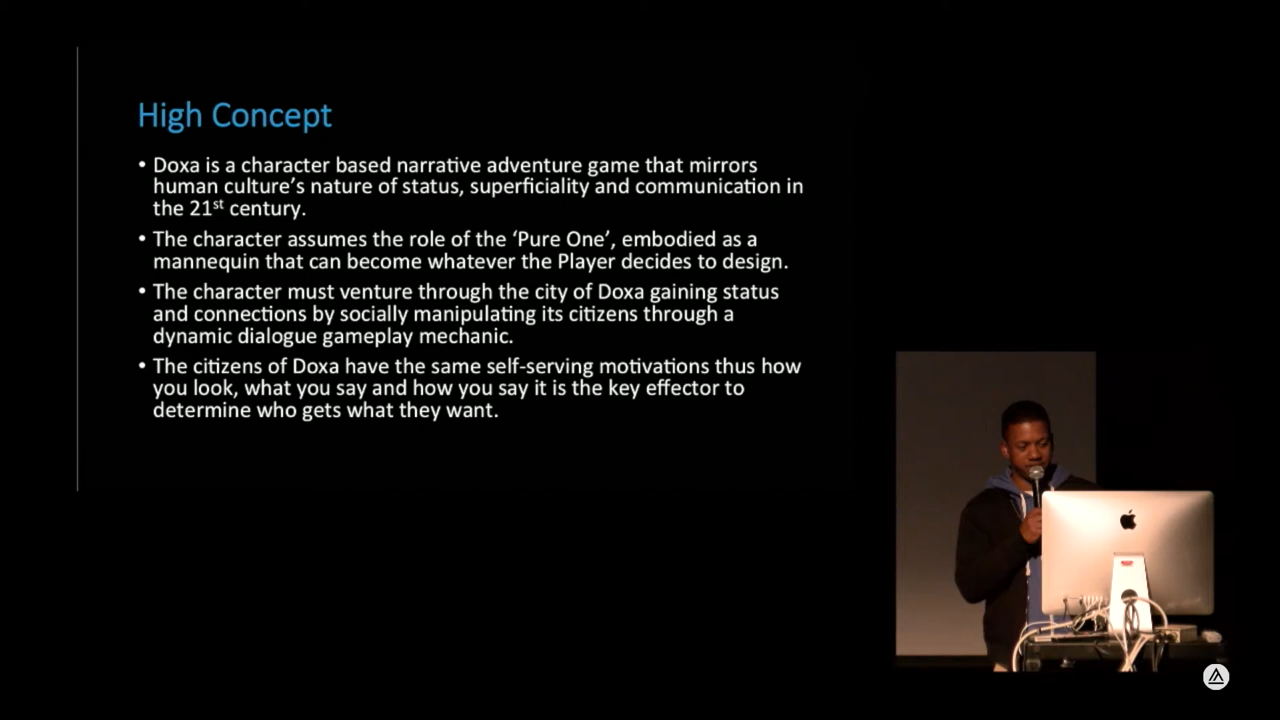 High Concept
• Doxa is a character based narrative adventure game that mirrors
human culture’s nature of status, superficiality and communication in
the 21st century.
• The character assumes the role of the ‘Pure One’, embodied as a
mannequin that can become whatever the Player decides to design.
• The character must venture through the city of Doxa gaining status
and connections by socially manipulating its citizens through a
dynamic dialogue gameplay mechanic.
• The citizens of Doxa have the same self-serving motivations thus how
you look, what you say and how you say it is the key effector to
determine who gets what they want.